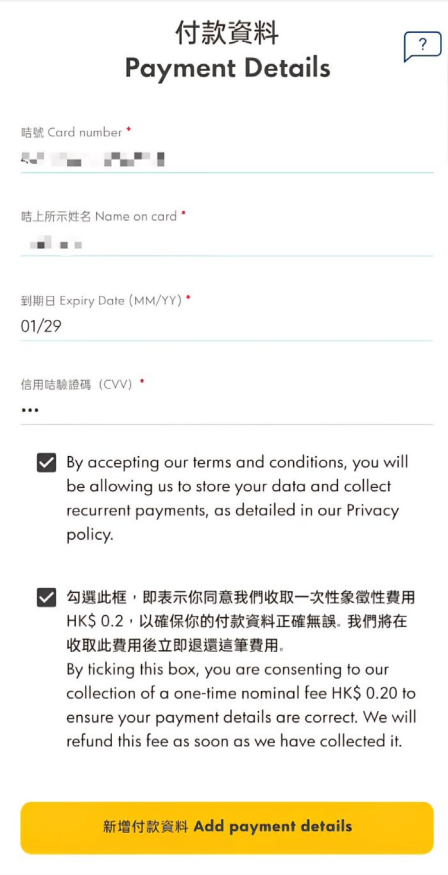 付款資料
Payment Details
?
咭號 Card number *
咭上所示姓名 Name on card *
到期日 Expiry Date (MM/YY) *
01/29
信用咭驗證碼 (CVV) *
•••
By accepting our terms and conditions, you will
be allowing us to store your data and collect
recurrent payments, as detailed in our Privacy
policy.
勾選此框，即表示你同意我們收取一次性象徵性費用
HK$ 0.2，以確保你的付款資料正確無誤。我們將在
收取此費用後立即退還這筆費用。
By ticking this box, you are consenting to our
collection of a one-time nominal fee HK$ 0.20 to
ensure your payment details are correct. We will
refund this fee as soon as we have collected it.
新增付款資料 Add payment details